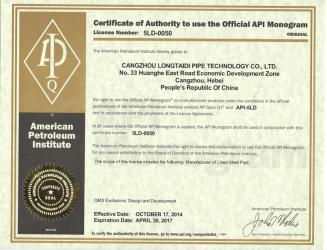 Certificate of Authority to use the Official API Monogram
License Number: 5LD-0050
ORIGINAL
The American Petroleum Institute hereby grants to
CANGZHOU LONGTAIDI PIPE TECHNOLOGY CO., LTD.
No. 33 Huanghe East Road Economic Development Zone
Cangzhou, Hebei
People's Republic Of China
the right to use the Official API Monogram® on manufactured products under the conditions in the official
publications of the American Petroleum Institute entitled API Spec Q1® and API-5LD
and in accordance with the provisions of the License Agreement.
In all cases where the Official API Monogram is applied, the API Monogram shall be used in conjunction with this
certificate number: 5LD-0050
The American Petroleum Institute reserves the right to revoke this authorization to use the Official API Monogram
for any reason satisfactory to the Board of Directors of the American Petroleum Institute.
The scope of this license includes the following: Manufacturer of Lined Steel Pipe
QMS Exclusions: Design and Development
Effective Date: OCTOBER 17, 2014
Expiration Date: APRIL 30, 2017
To verify the authenticity of this license, go to www.api.org/compositelist.
American Petroleum Institute
API
Q
American
Petroleum
Institute
COMPOSITE
SEAL